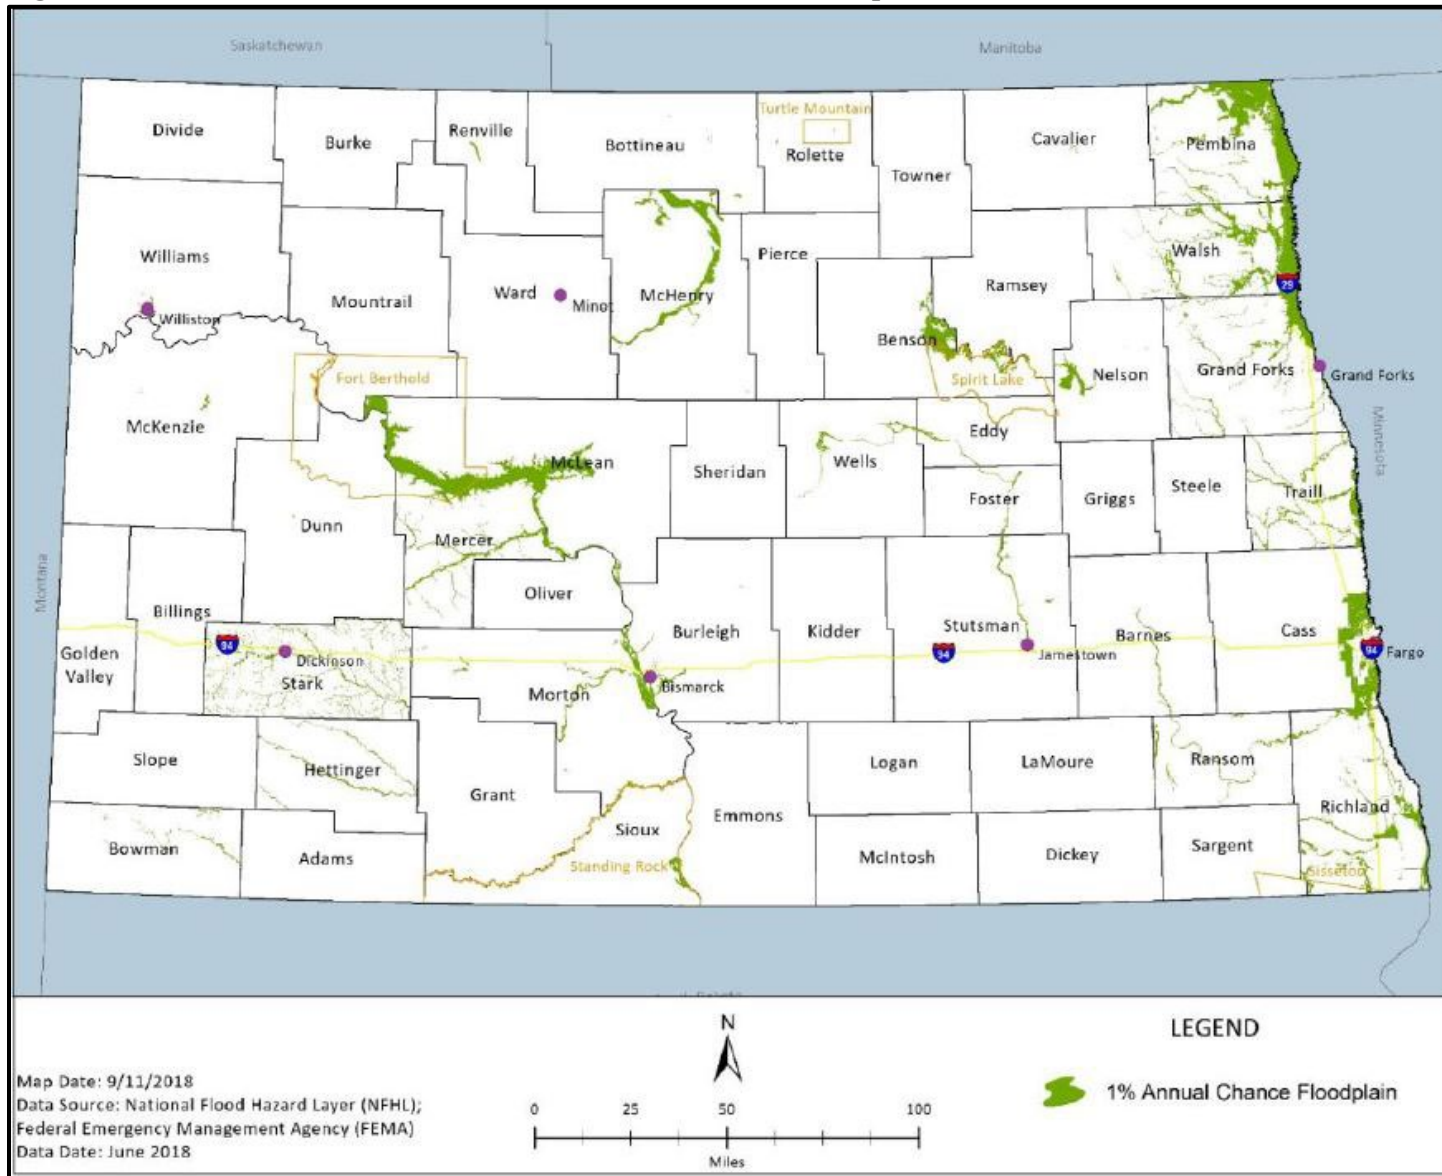 Saskatchewan
Manitoba
Turtle Mountain
Divide
Burke
Renville
Bottineau
Rolette
Towner
Cavalier
Pembina
Williams
Williston
Mountrail
Ward
Minot
McHenry
Pierce
Benson
Ramsey
Walsh
29
Nelson
Grand Forks
Grand Forks
Fort Berthold
Spirit Lake
Minnesota
McKenzie
McLean
Sheridan
Wells
Eddy
Foster
Griggs
Steele
Traill
Dunn
Mercer
Oliver
Montana
Billings
Golden
Valley
94
Dickinson
Stark
Morton
Bismarck
Burleigh
Kidder
Stutsman
94
Jamestown
Barnes
Cass
94
Fargo
Slope
Hettinger
Grant
Emmons
Logan
LaMoure
Ransom
Richland
Bowman
Adams
Sioux
Standing Rock
McIntosh
Dickey
Sargent
Sisseton
N
LEGEND
1% Annual Chance Floodplain
Map Date: 9/11/2018
Data Source: National Flood Hazard Layer (NFHL);
Federal Emergency Management Agency (FEMA)
Data Date: June 2018
0 25 50 100
Miles